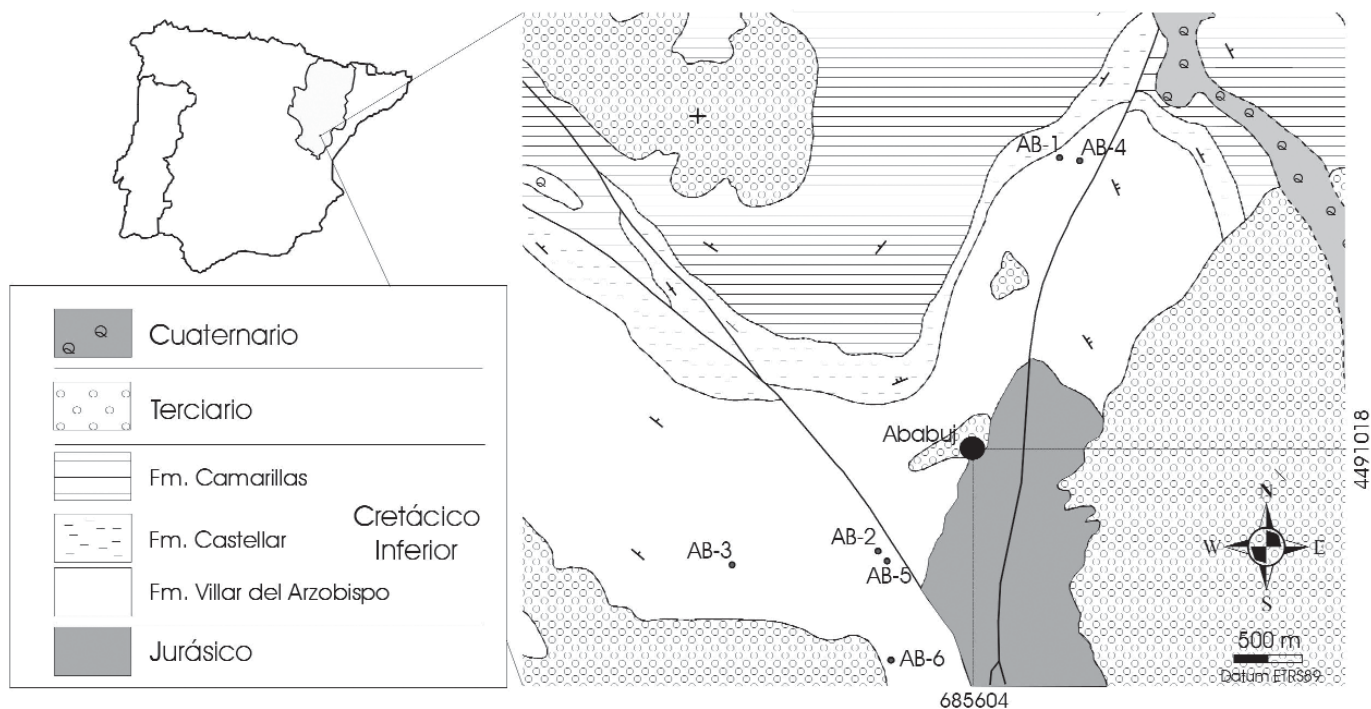 Cuaternario
Terciario
Fm. Camarillas
Fm. Castellar
Cretácico
Inferior
Fm. Villar del Arzobispo
Jurásico
AB-1
AB-4
Ababuj
AB-2
AB-3
AB-5
AB-6
N
W
E
S
500 m
Datum ETRS89
4491018
685604
Q
Q
Q
Q
Q
Q
Q
Q
Q
Q
Q
Q